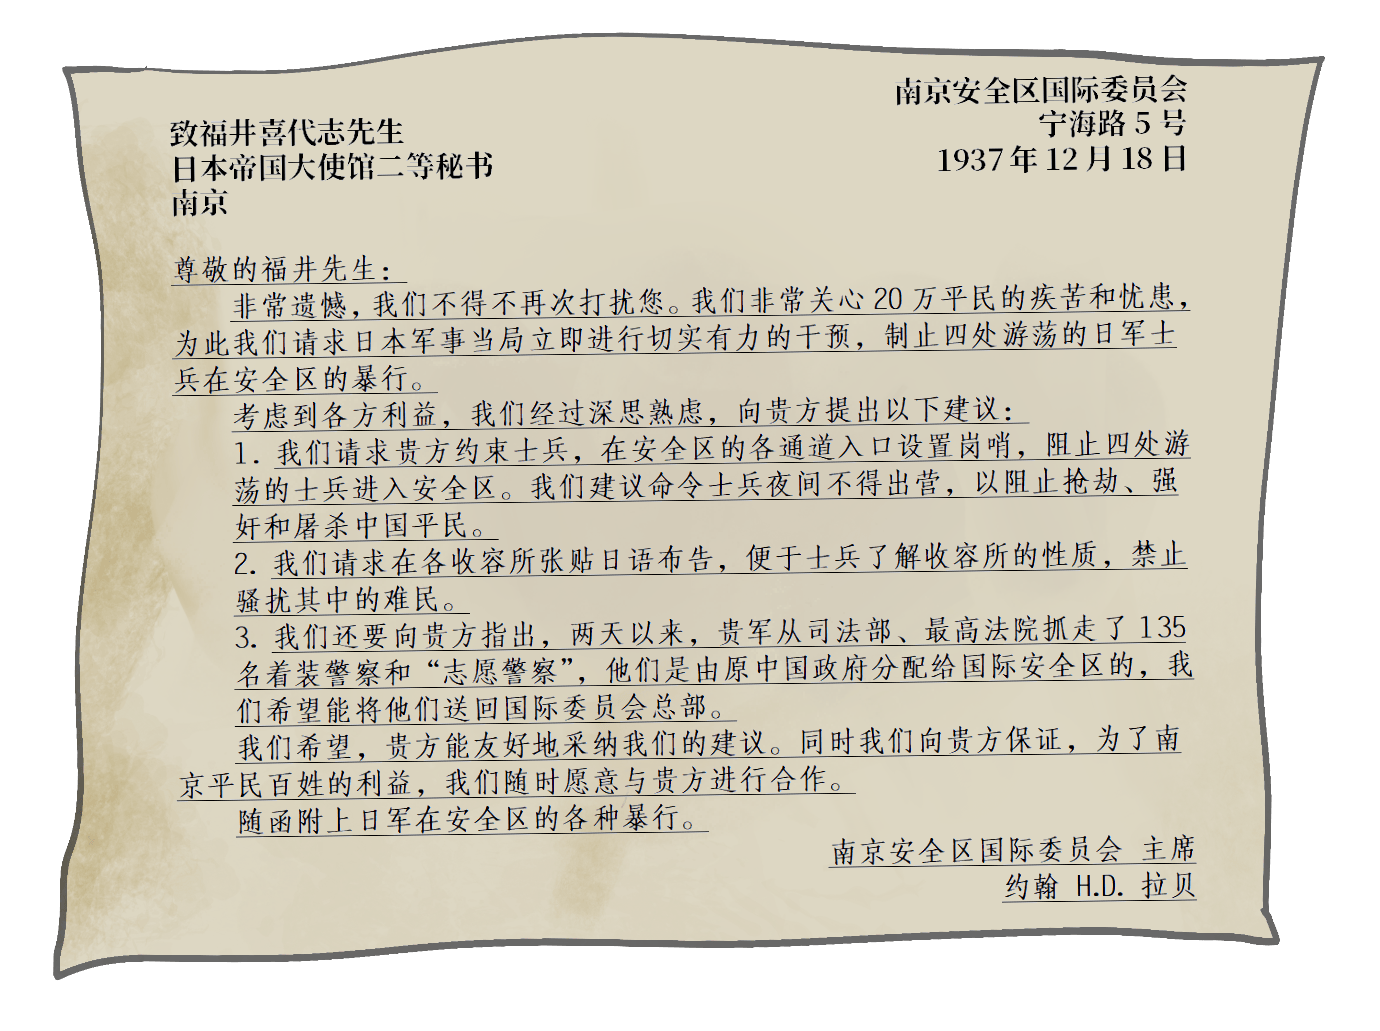 南京安全区国际委员会
宁海路 5 号
1937 年 12 月 18 日
致福井喜代志先生
日本帝国大使馆二等秘书
南京
尊敬的福井先生：
非常遗憾，我们不得不再次打扰您。我们非常关心 20 万平民的疾苦和忧患，
为此我们请求日本军事当局立即进行切实有力的干预，制止四处游荡的日军士
兵在安全区的暴行。
考虑到各方利益，我们经过深思熟虑，向贵方提出以下建议：
1. 我们请求贵方约束士兵，在安全区的各通道入口设置岗哨，阻止四处游
荡的士兵进入安全区。我们建议命令士兵夜间不得出营，以阻止抢劫、强
奸和屠杀中国平民。
2. 我们请求在各收容所张贴日语布告，便于士兵了解收容所的性质，禁止
骚扰其中的难民。
3. 我们还要向贵方指出，两天以来，贵军从司法部、最高法院抓走了 135
名着装警察和“志愿警察”，他们是由原中国政府分配给国际安全区的，我
们希望能将他们送回国际委员会总部。
我们希望，贵方能友好地采纳我们的建议。同时我们向贵方保证，为了南
京平民百姓的利益，我们随时愿意与贵方进行合作。
随函附上日军在安全区的各种暴行。
南京安全区国际委员会 主席
约翰 H.D. 拉贝